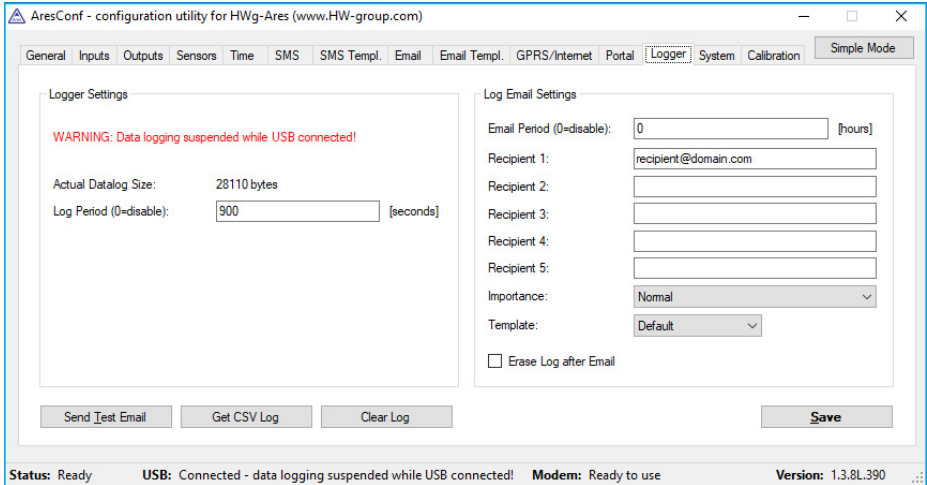 AresConf - configuration utility for HWg-Ares (www.HW-group.com)
General Inputs Outputs Sensors Time SMS SMS Templ. Email Email Templ. GPRS/Internet Portal Logger System Calibration Simple Mode
Logger Settings
WARNING: Data logging suspended while USB connected!
Actual Datalog Size: 28110 bytes
Log Period (0=disable): 900 [seconds]
Log Email Settings
Email Period (0=disable): 0 [hours]
Recipient 1: recipient@domain.com
Recipient 2:
Recipient 3:
Recipient 4:
Recipient 5:
Importance: Normal
Template: Default
Erase Log after Email
Send Test Email Get CSV Log Clear Log Save
Status: Ready USB: Connected - data logging suspended while USB connected! Modem: Ready to use Version: 1.3.8L.390